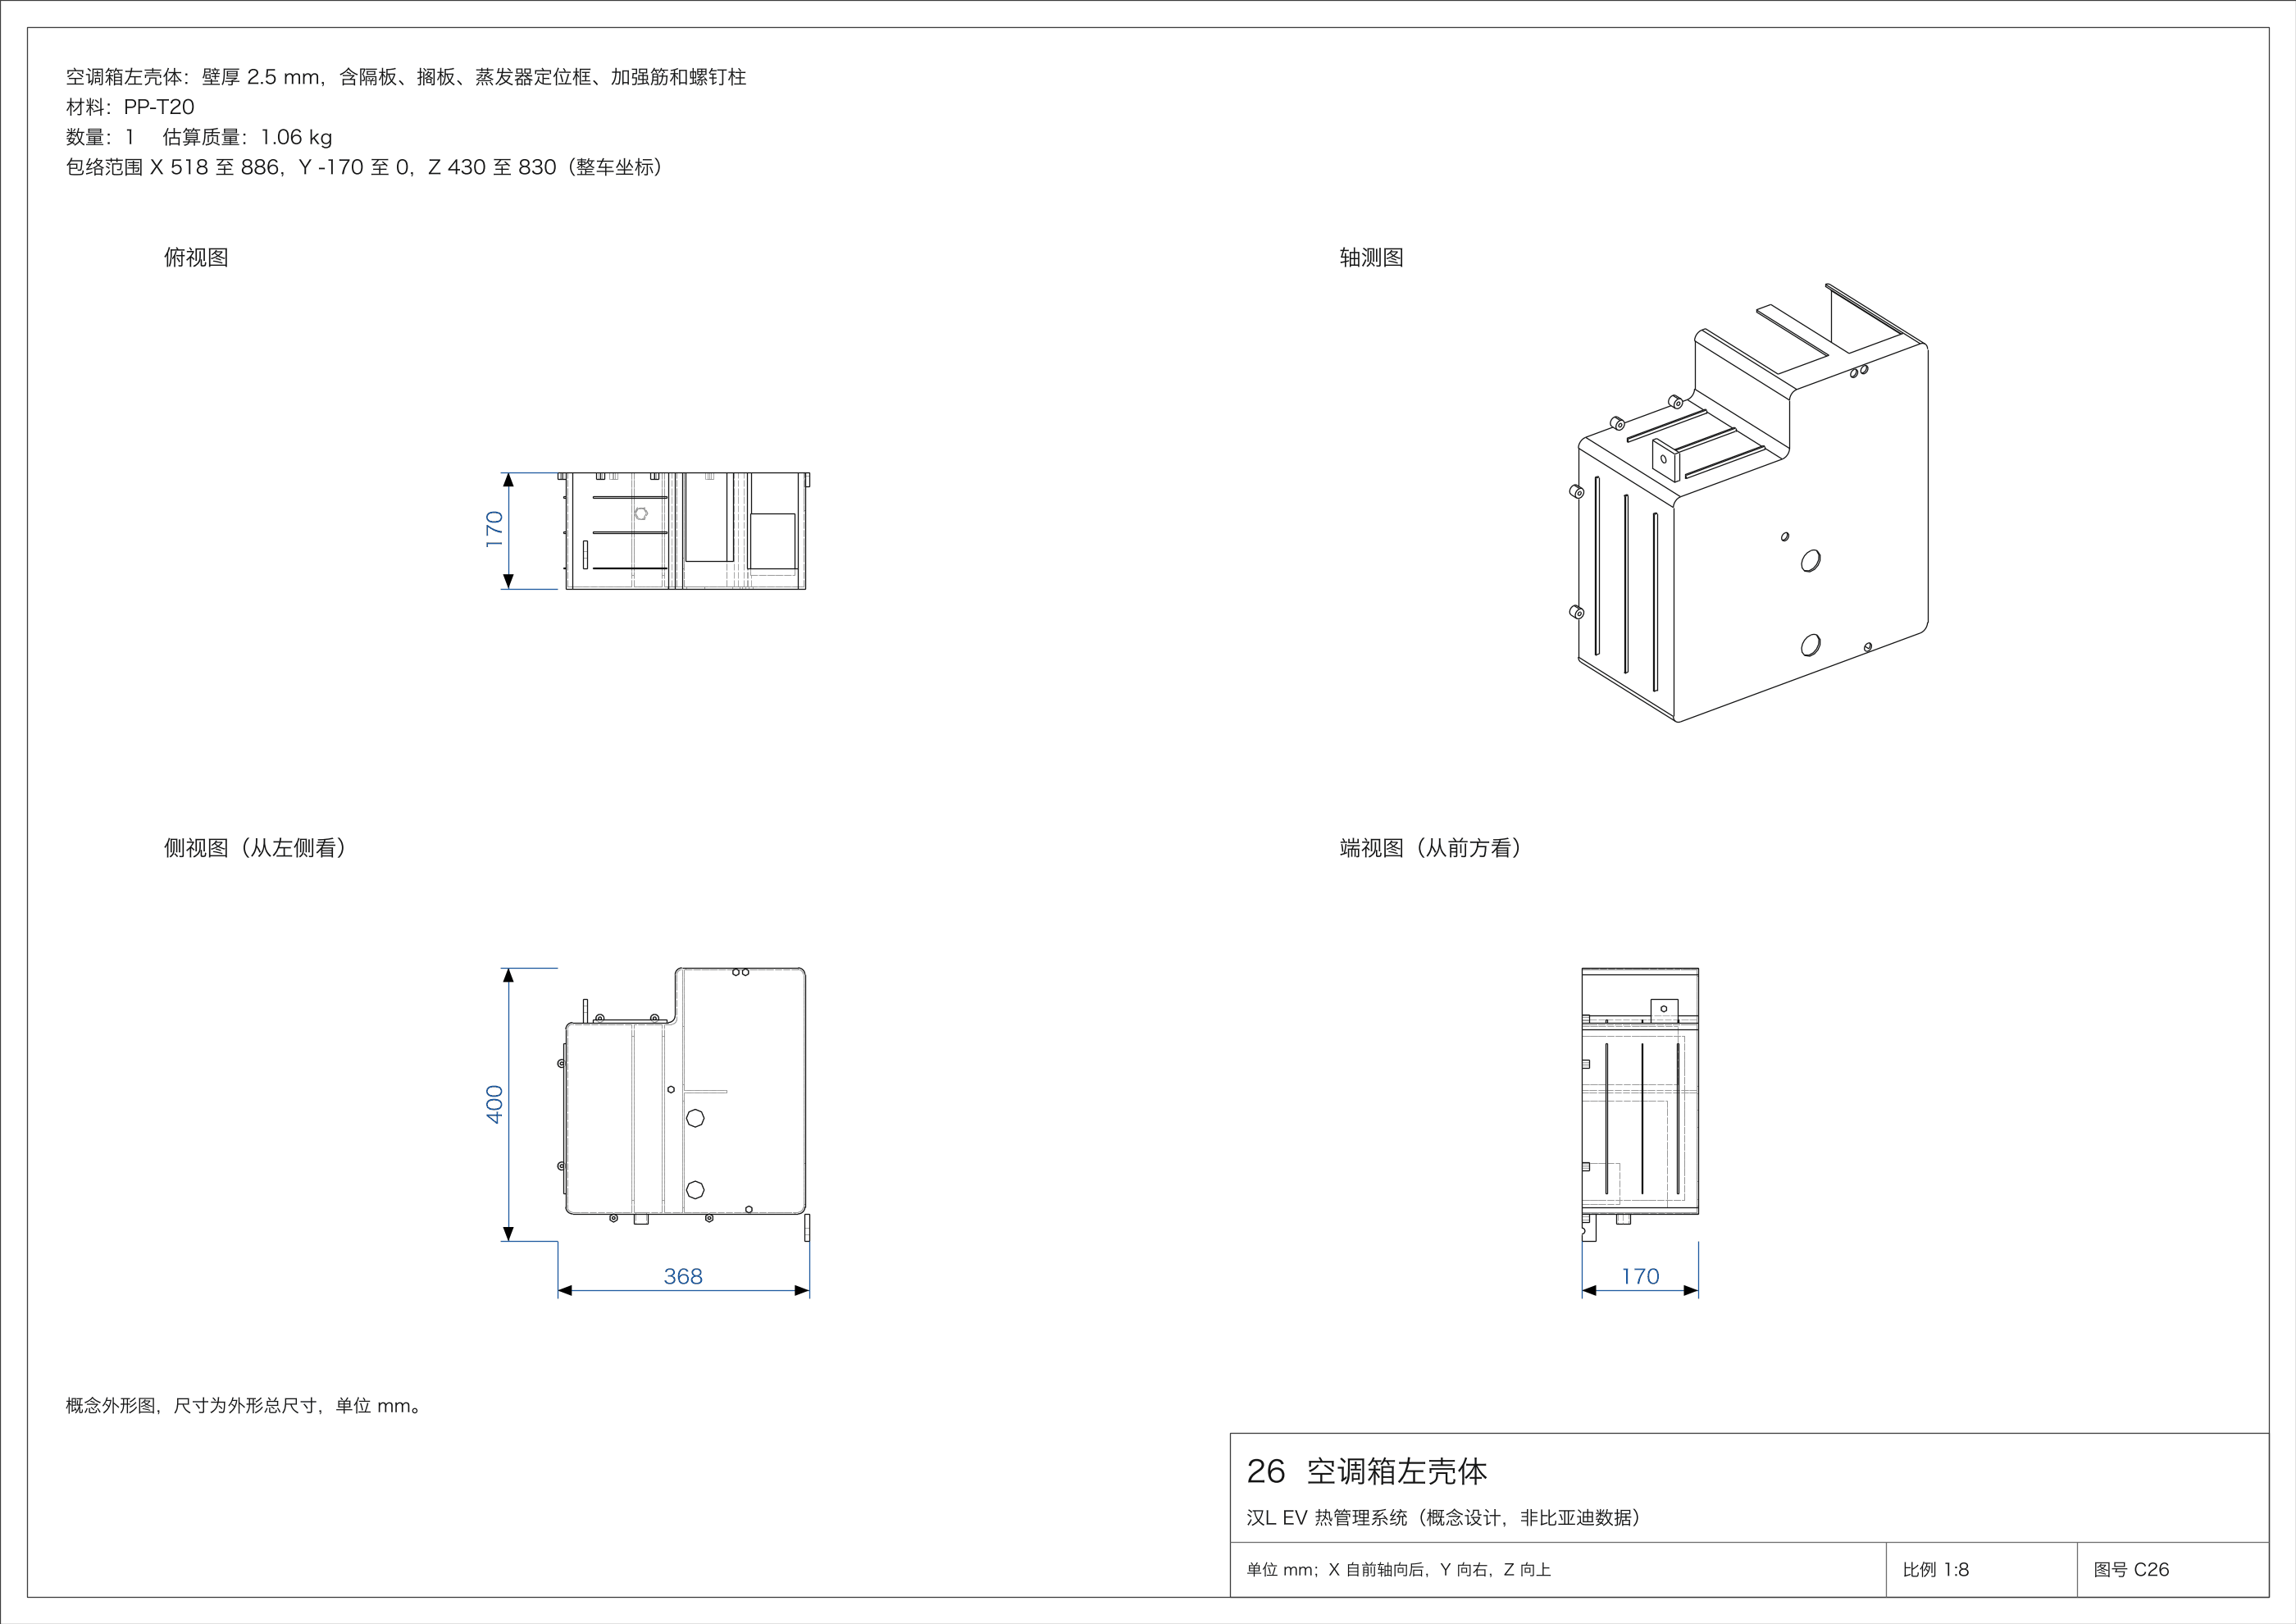 空调箱左壳体：壁厚 2.5 mm，含隔板、搁板、蒸发器定位框、加强筋和螺钉柱
材料：PP-T20
数量：1　估算质量：1.06 kg
包络范围 X 518 至 886，Y -170 至 0，Z 430 至 830（整车坐标）
俯视图
轴测图
170
侧视图（从左侧看）
端视图（从前方看）
400
368
170
概念外形图，尺寸为外形总尺寸，单位 mm。
26 空调箱左壳体
汉L EV 热管理系统（概念设计，非比亚迪数据）
单位 mm；X 自前轴向后，Y 向右，Z 向上
比例 1:8
图号 C26